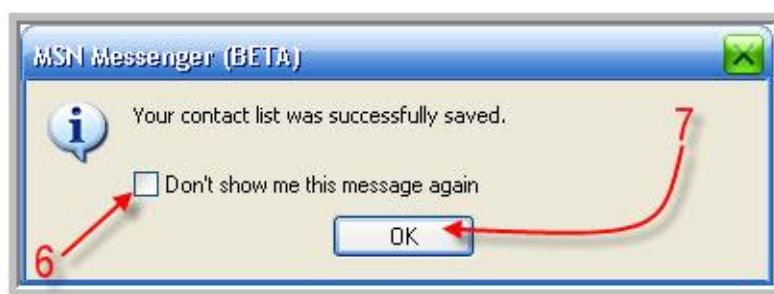 MSN Messenger (BETA)
Your contact list was successfully saved.
7
Don't show me this message again
OK
6